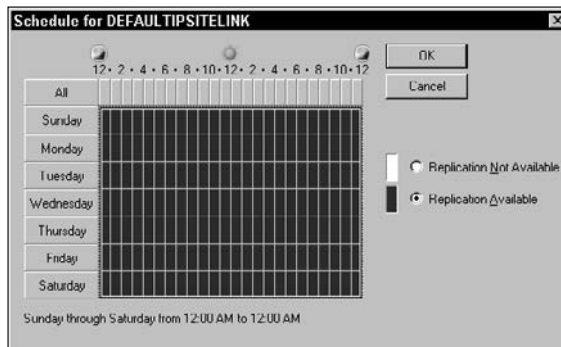 Schedule for DEFAULTIPSITELINK
OK
Cancel
12 • 2 • 4 • 6 • 8 • 10 • 12 • 2 • 4 • 6 • 8 • 10 • 12
All
Sunday
Monday
Tuesday
Wednesday
Thursday
Friday
Saturday
Replication Not Available
Replication Available
Sunday through Saturday from 12:00 AM to 12:00 AM